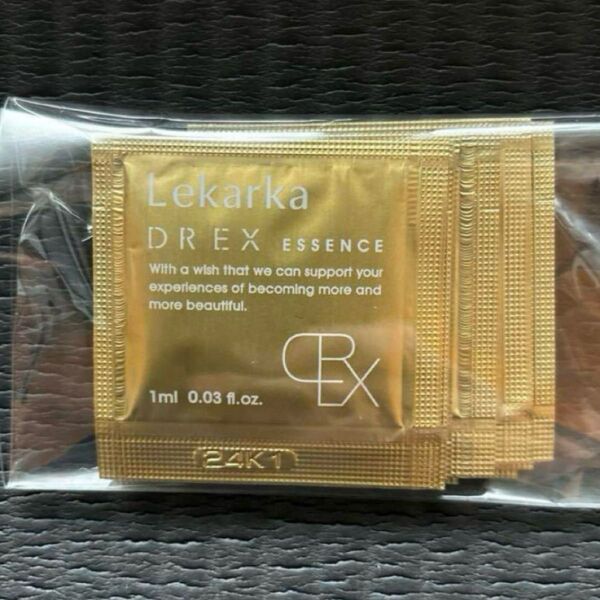 Lekarka
DREX ESSENCE
With a wish that we can support your
experiences of becoming more and
more beautiful.
1ml 0.03 fl.oz.
24K1